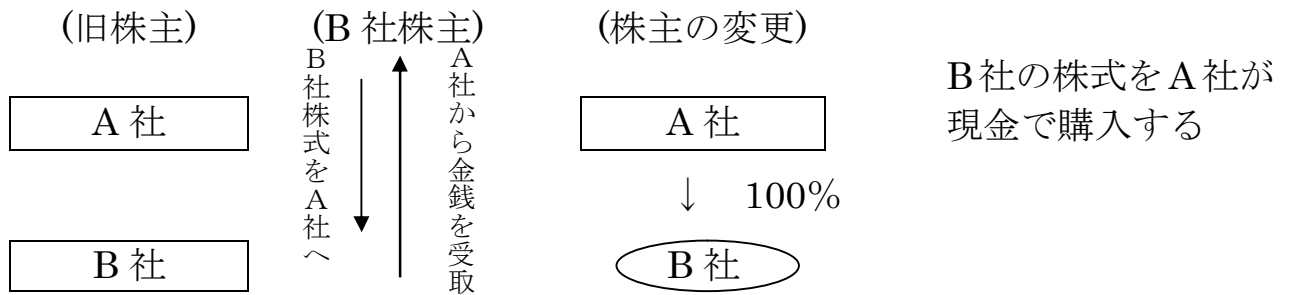 (旧株主)
(B 社株主)
(株主の変更)
B社株式をA社へ
A社から金銭を受取
A 社
B 社
A 社
↓ 100%
B 社
B社の株式をA社が
現金で購入する